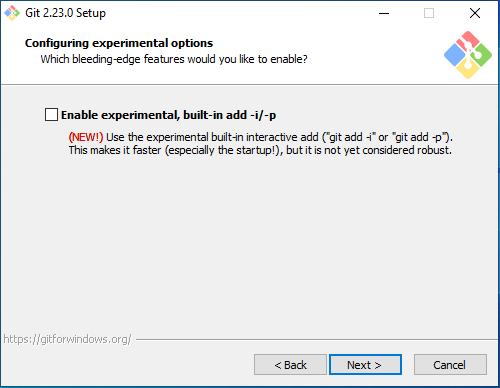 Git 2.23.0 Setup
Configuring experimental options
Which bleeding-edge features would you like to enable?
Enable experimental, built-in add -i/-p
(NEW!) Use the experimental built-in interactive add ("git add -i" or "git add -p").
This makes it faster (especially the startup!), but it is not yet considered robust.
https://gitforwindows.org/
< Back
Next >
Cancel